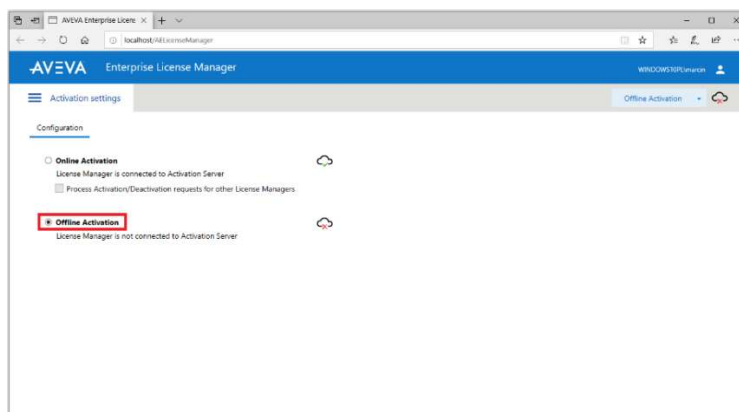 AVEVA Enterprise Licens
localhost/AELicenseManager
AVEVA Enterprise License Manager
WINDOWS10PL\marcin
Activation settings
Offline Activation
Configuration
Online Activation
License Manager is connected to Activation Server
Process Activation/Deactivation requests for other License Managers
Offline Activation
License Manager is not connected to Activation Server